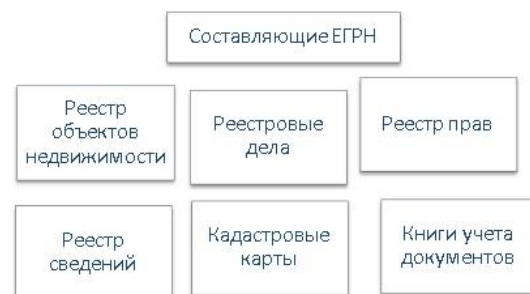 Составляющие ЕГРН
Реестр
объектов
недвижимости
Реестровые
дела
Реестр прав
Реестр
сведений
Кадастровые
карты
Книги учета
документов